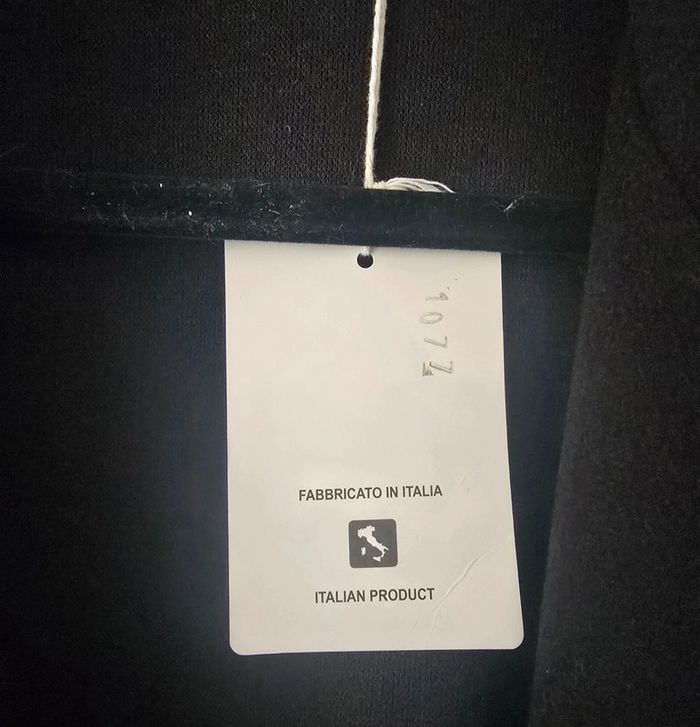 1077
FABBRICATO IN ITALIA
ITALIAN PRODUCT